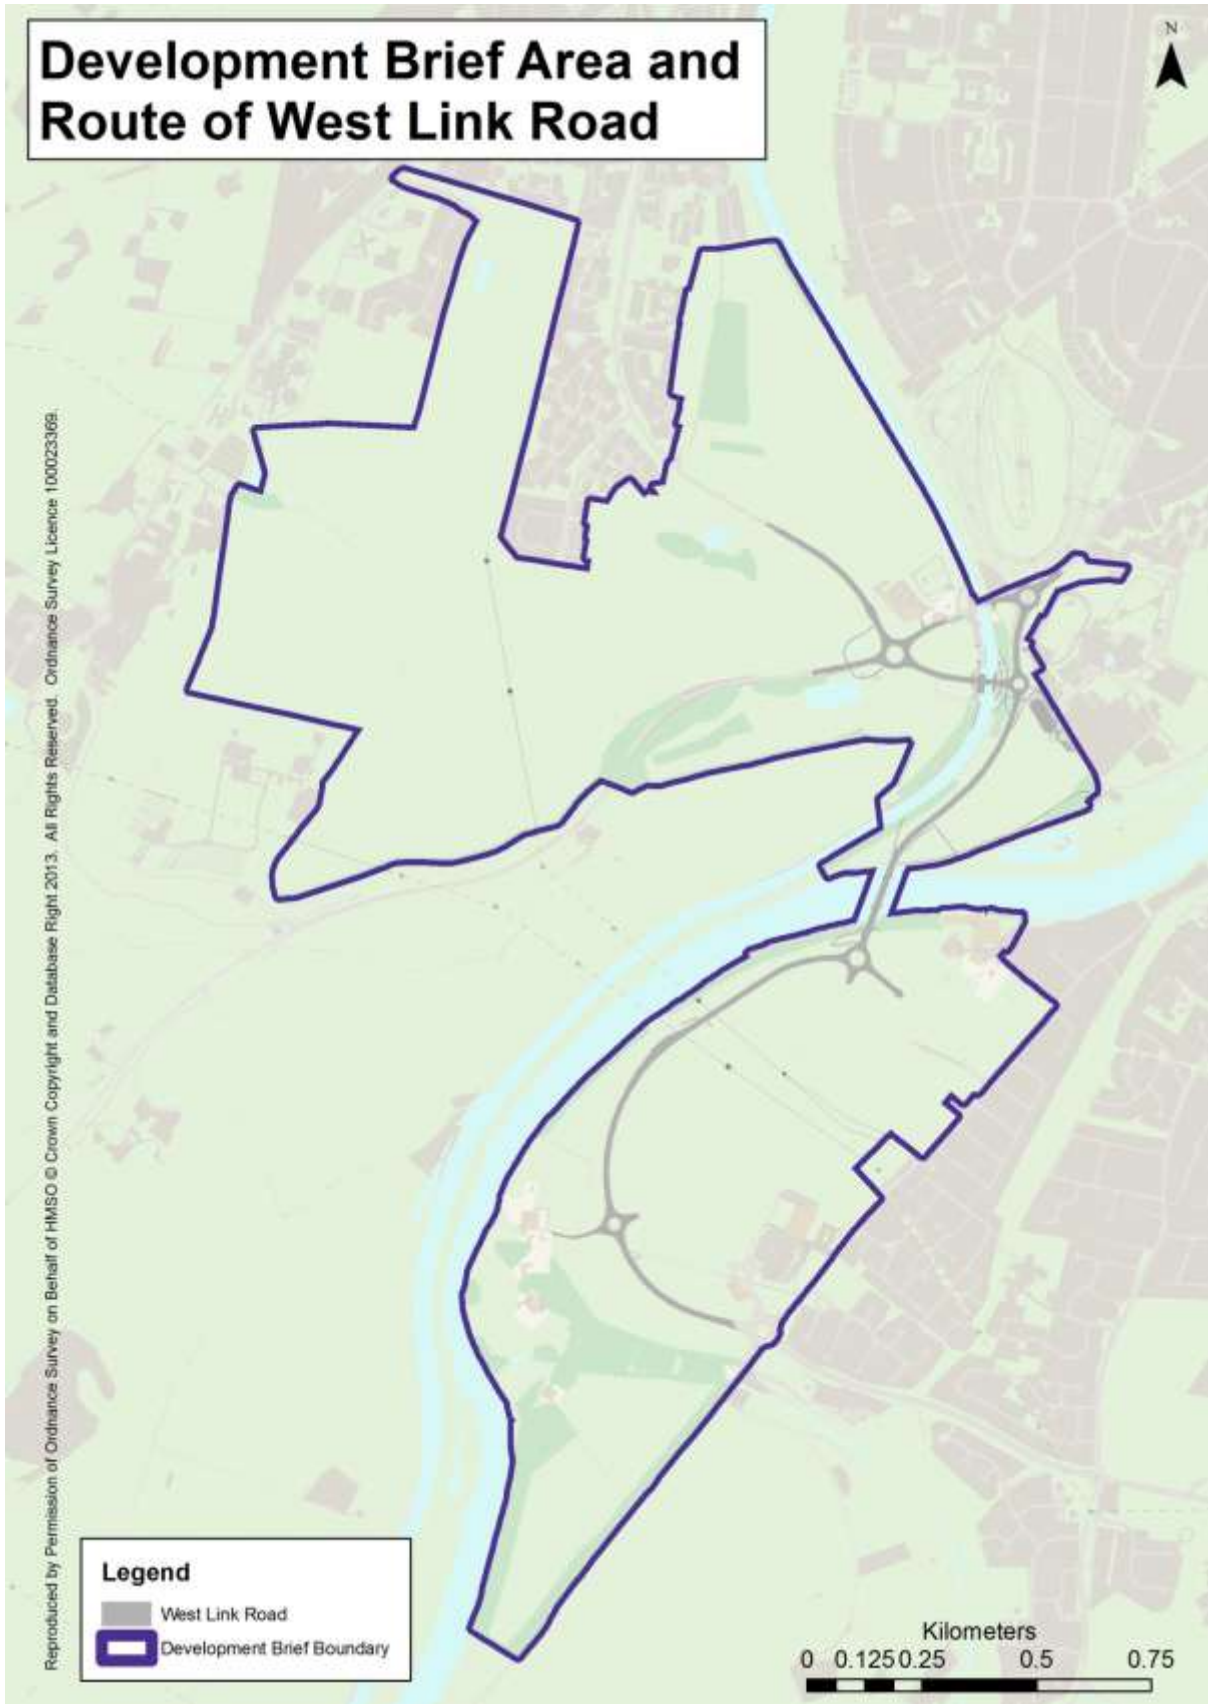 Development Brief Area and
Route of West Link Road
N
Reproduced by Permission of Ordnance Survey on Behalf of HMSO © Crown Copyright and Database Right 2013.  All Rights Reserved.  Ordnance Survey Licence 100023369.
Legend
West Link Road
Development Brief Boundary
Kilometers
0 0.125 0.25 0.5 0.75